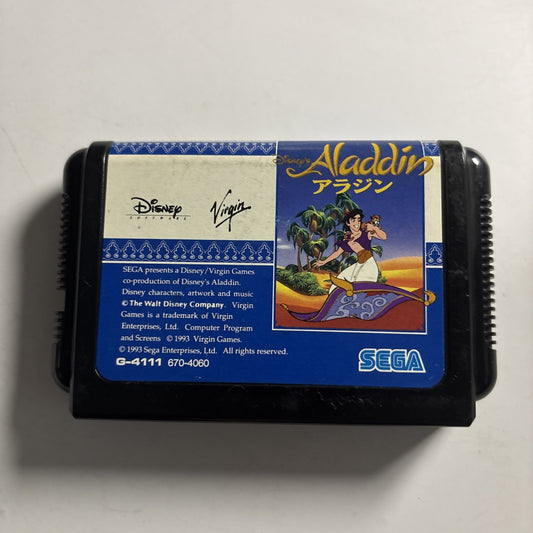 Disney's
Aladdin
アラジン
Disney
SOFTWARE
Virgin
SEGA presents a Disney/Virgin Games
co-production of Disney's Aladdin.
Disney characters, artwork and music
© The Walt Disney Company. Virgin
Games is a trademark of Virgin
Enterprises, Ltd. Computer Program
and Screens © 1993 Virgin Games.
© 1993 Sega Enterprises, Ltd. All rights reserved.
G-4111 670-4060
SEGA